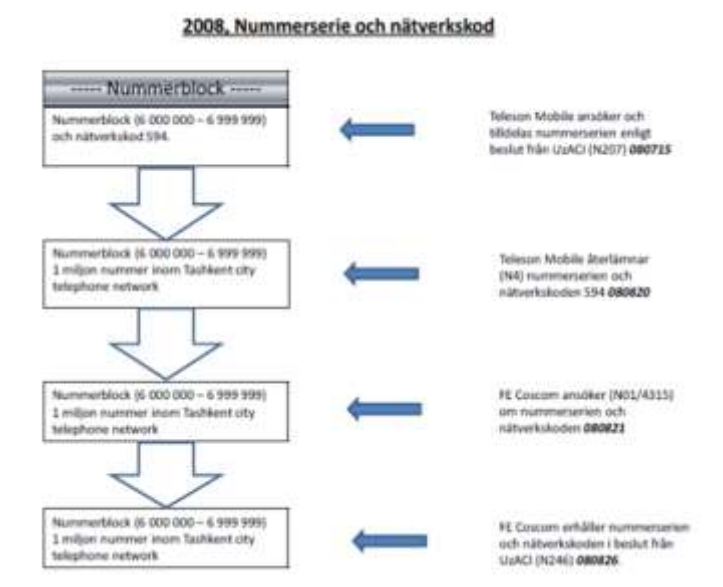 2008, Nummerserie och nätverkskod
----- Nummerblock -----
Nummerblock (6 000 000 – 6 999 999)
och nätverkskod 594.
Teleson Mobile ansöker och
tilldelas nummerserien enligt
beslut från UzACI (N207) 080715
Nummerblock (6 000 000 – 6 999 999)
1 miljon nummer inom Tashkent city
telephone network
Teleson Mobile återlämnar
(N4) nummerserien och
nätverkskoden 594 080820
Nummerblock (6 000 000 – 6 999 999)
1 miljon nummer inom Tashkent city
telephone network
FE Coscom ansöker (N01/4315)
om nummerserien och
nätverkskoden 080821
Nummerblock (6 000 000 – 6 999 999)
1 miljon nummer inom Tashkent city
telephone network
FE Coscom erhåller nummerserien
och nätverkskoden i beslut från
UzACI (N246) 080826